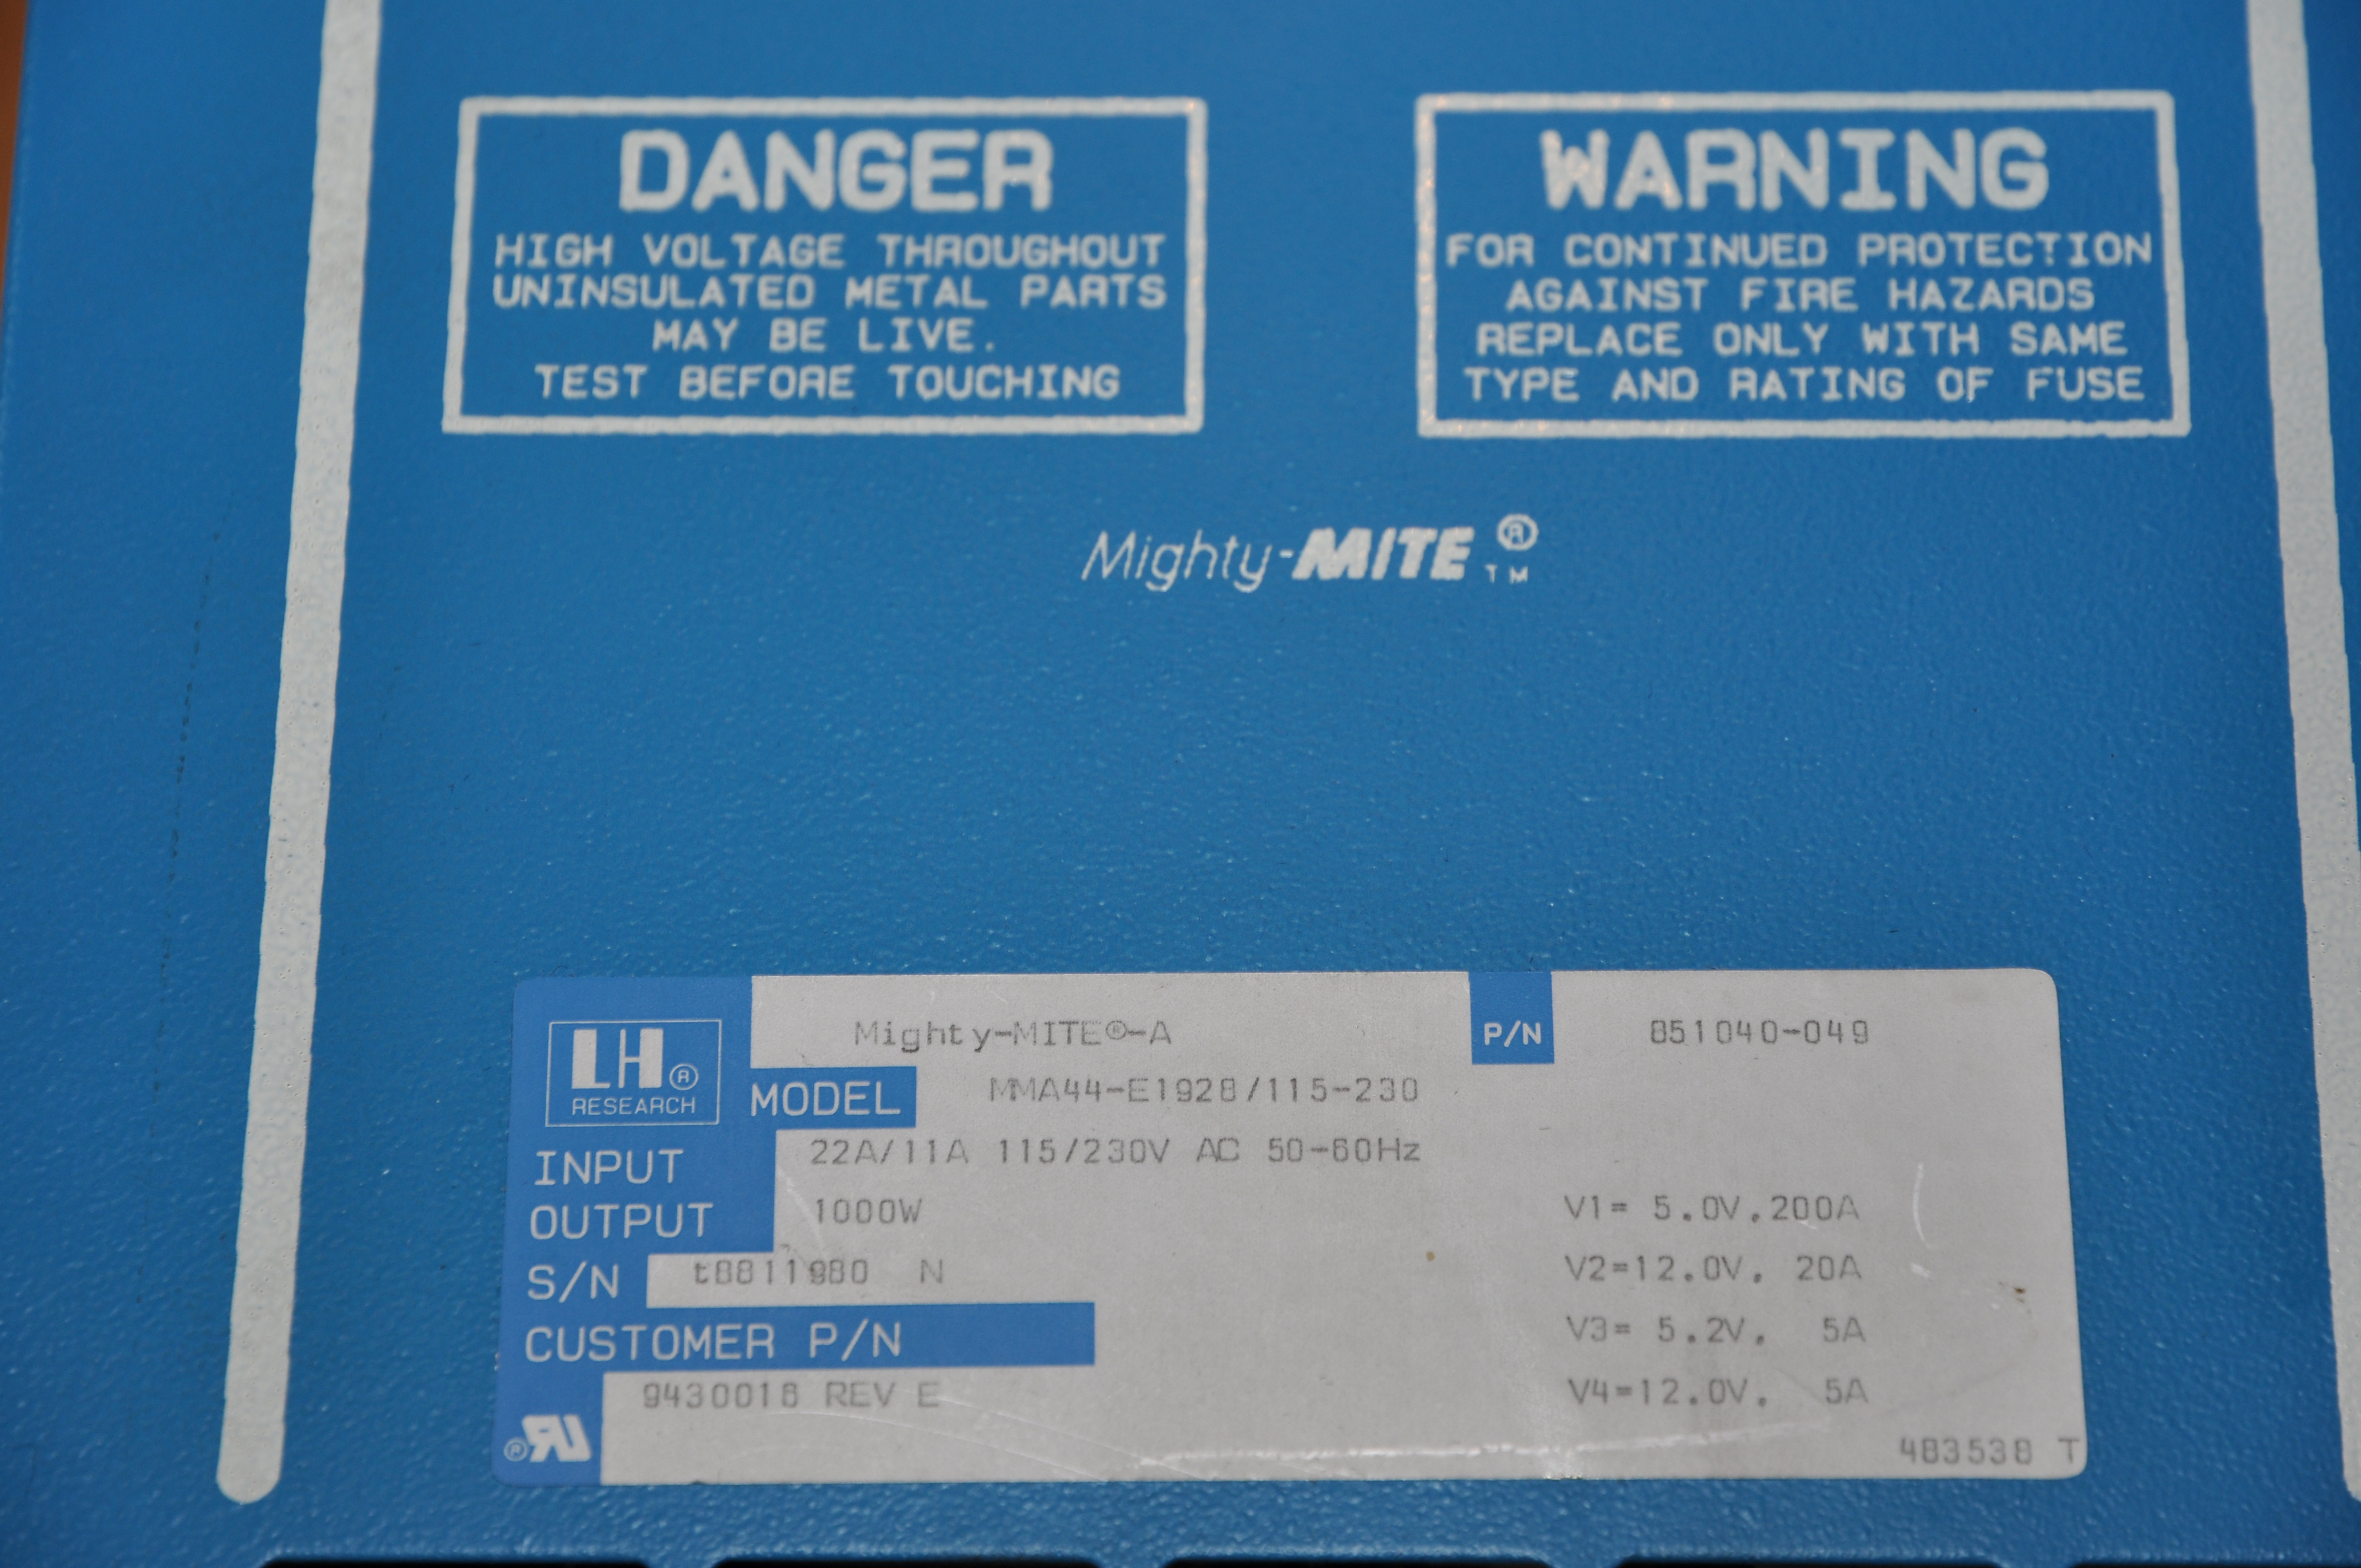 DANGER
HIGH VOLTAGE THROUGHOUT
UNINSULATED METAL PARTS
MAY BE LIVE.
TEST BEFORE TOUCHING
WARNING
FOR CONTINUED PROTECTION
AGAINST FIRE HAZARDS
REPLACE ONLY WITH SAME
TYPE AND RATING OF FUSE
Mighty-MITE ® TM
LH®
RESEARCH
Mighty-MITE®-A
P/N 851040-049
MODEL MMA44-E1928/115-230
INPUT 22A/11A 115/230V AC 50-60Hz
OUTPUT 1000W
V1= 5.0V,200A
S/N t8811980 N
V2=12.0V, 20A
CUSTOMER P/N
V3= 5.2V, 5A
9430018 REV E
V4=12.0V, 5A
483538 T